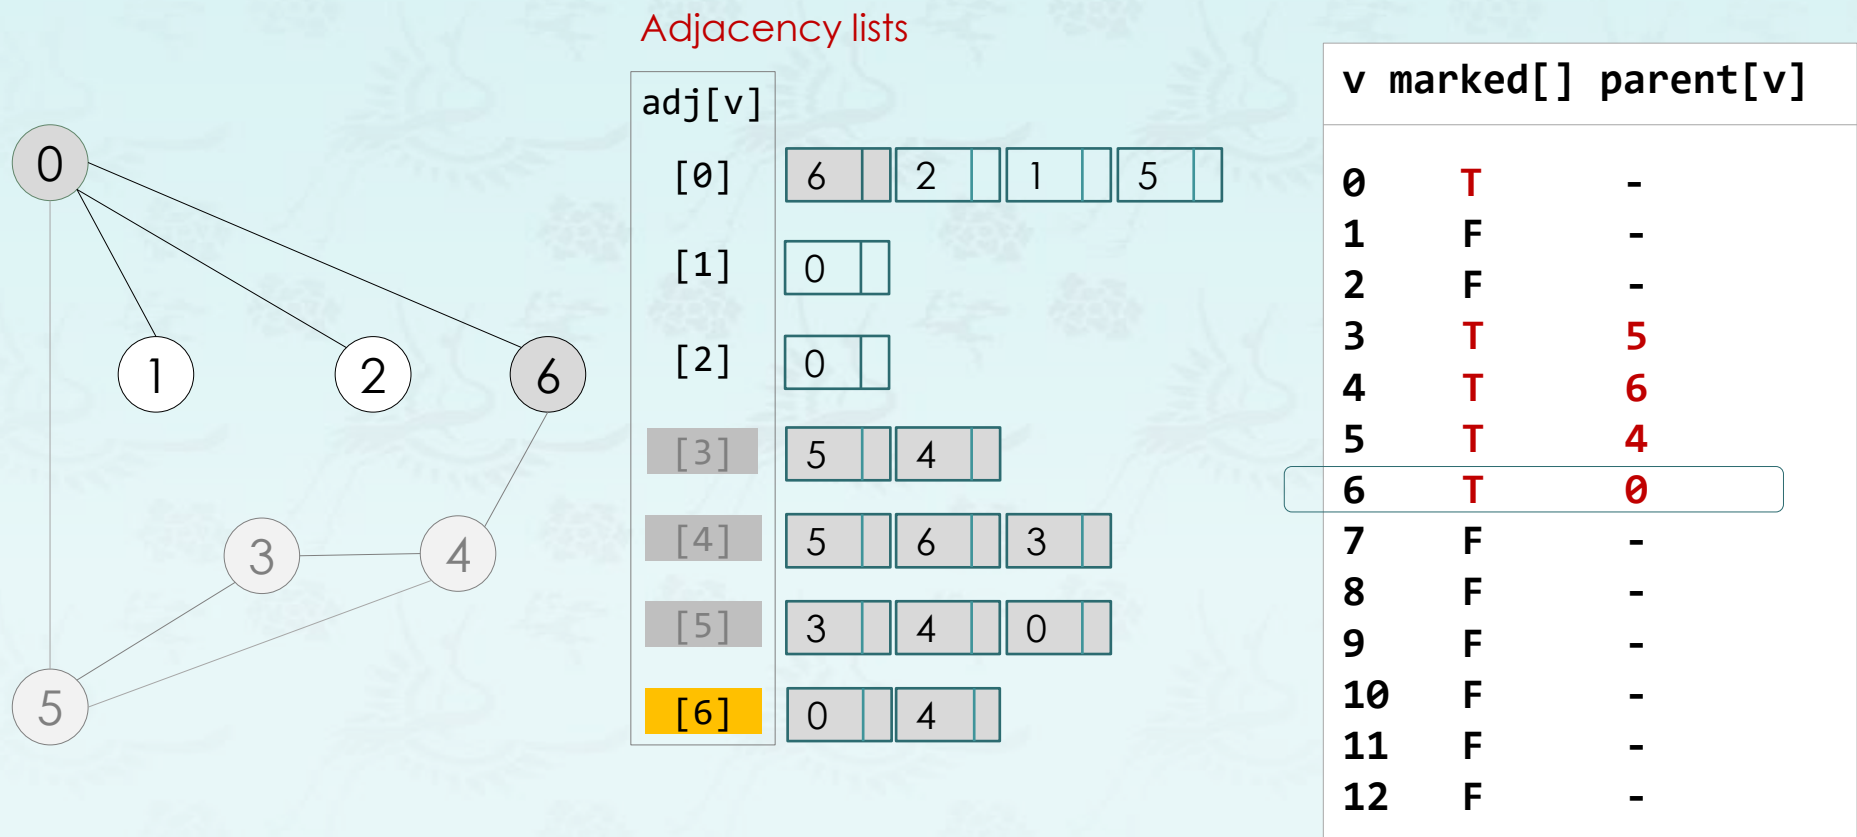 Adjacency lists
0
1
2
6
3
4
5
adj[v]
[0] 6 2 1 5
[1] 0
[2] 0
[3] 5 4
[4] 5 6 3
[5] 3 4 0
[6] 0 4
v marked[] parent[v]
0 T -
1 F -
2 F -
3 T 5
4 T 6
5 T 4
6 T 0
7 F -
8 F -
9 F -
10 F -
11 F -
12 F -